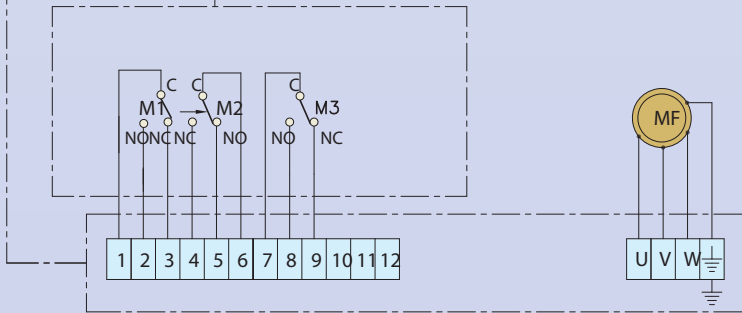 C C C
M1 M2 M3 MF
NO NC NC NO NO NC
1 2 3 4 5 6 7 8 9 10 11 12 U V W